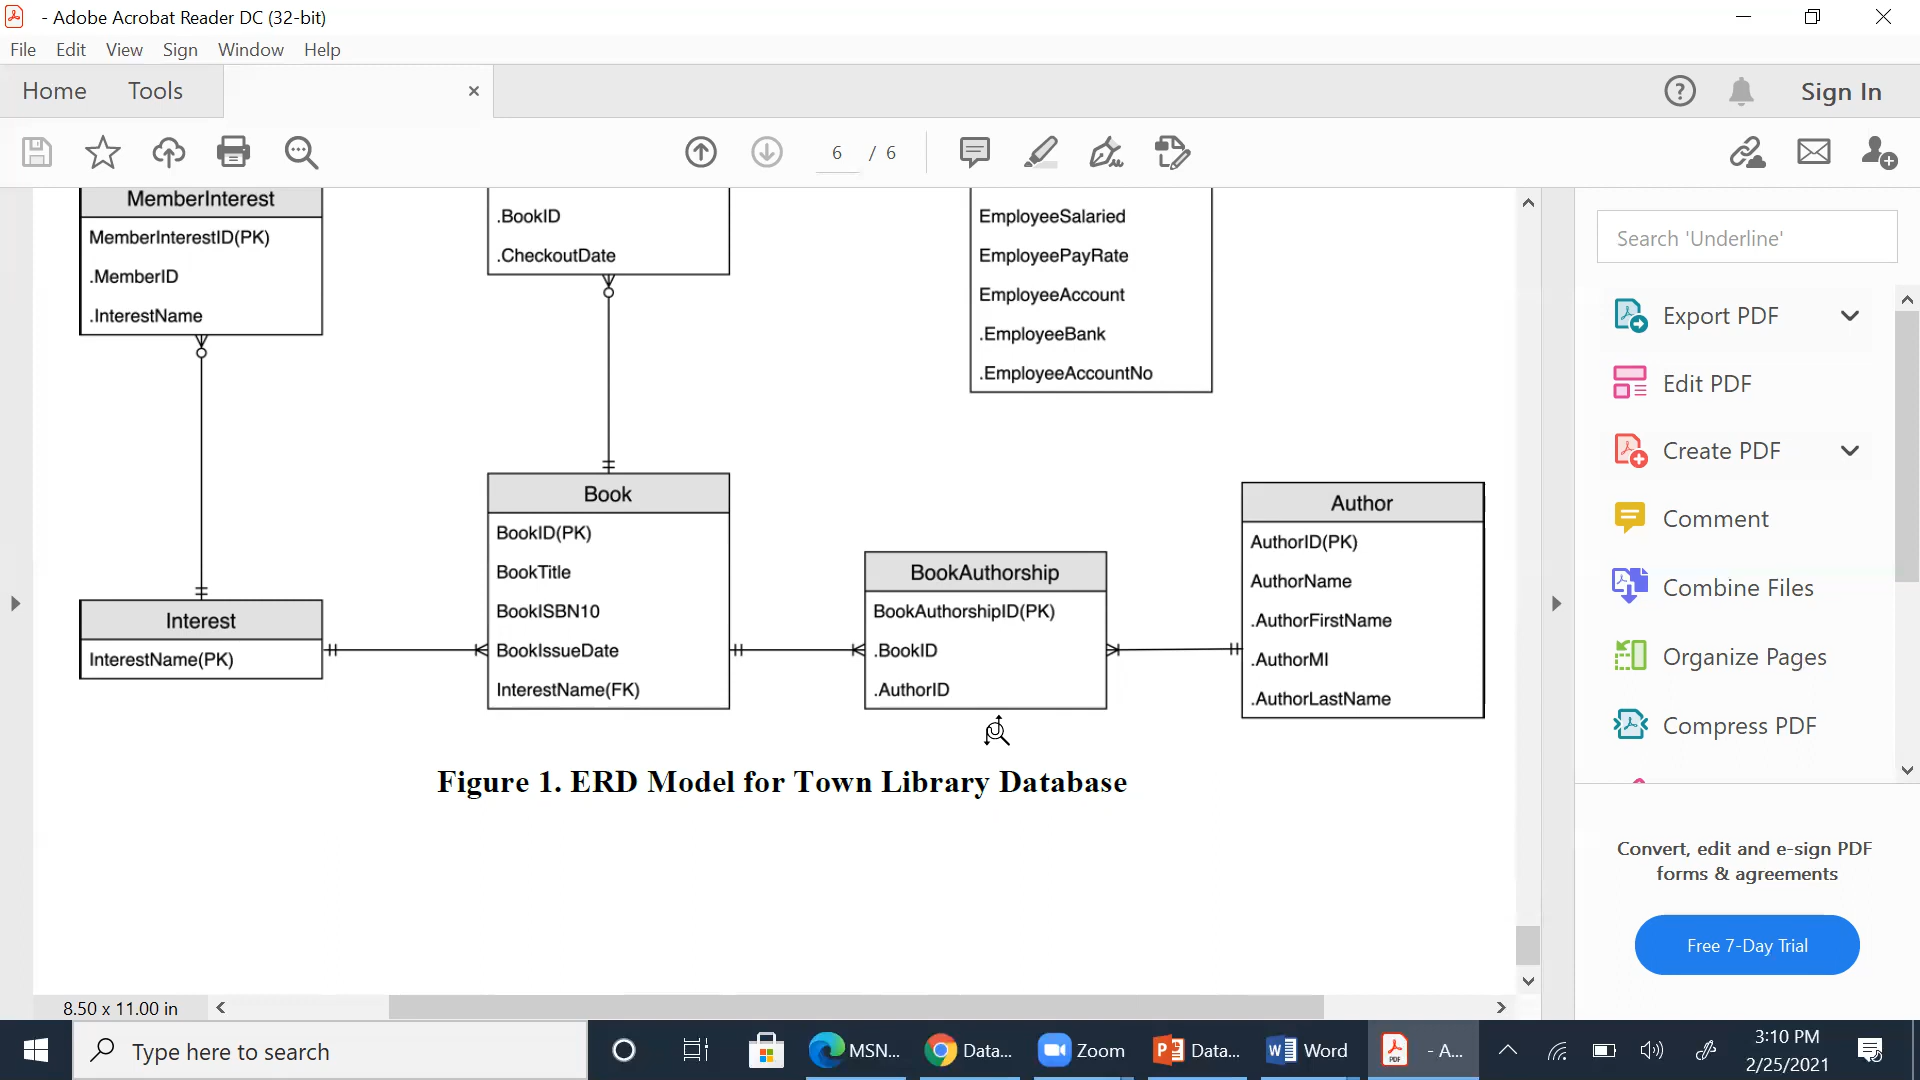 - Adobe Acrobat Reader DC (32-bit)
File Edit View Sign Window Help
Home Tools
Sign In
6 / 6
MemberInterest
MemberInterestID(PK)
.MemberID
.InterestName
.BookID
.CheckoutDate
EmployeeSalaried
EmployeePayRate
EmployeeAccount
.EmployeeBank
.EmployeeAccountNo
Interest
InterestName(PK)
Book
BookID(PK)
BookTitle
BookISBN10
BookIssueDate
InterestName(FK)
BookAuthorship
BookAuthorshipID(PK)
.BookID
.AuthorID
Author
AuthorID(PK)
AuthorName
.AuthorFirstName
.AuthorMI
.AuthorLastName
Figure 1. ERD Model for Town Library Database
8.50 x 11.00 in
Search 'Underline'
Export PDF
Edit PDF
Create PDF
Comment
Combine Files
Organize Pages
Compress PDF
Convert, edit and e-sign PDF
forms & agreements
Free 7-Day Trial
Type here to search
MSN...
Data...
Zoom
Data...
Word
- A...
3:10 PM
2/25/2021